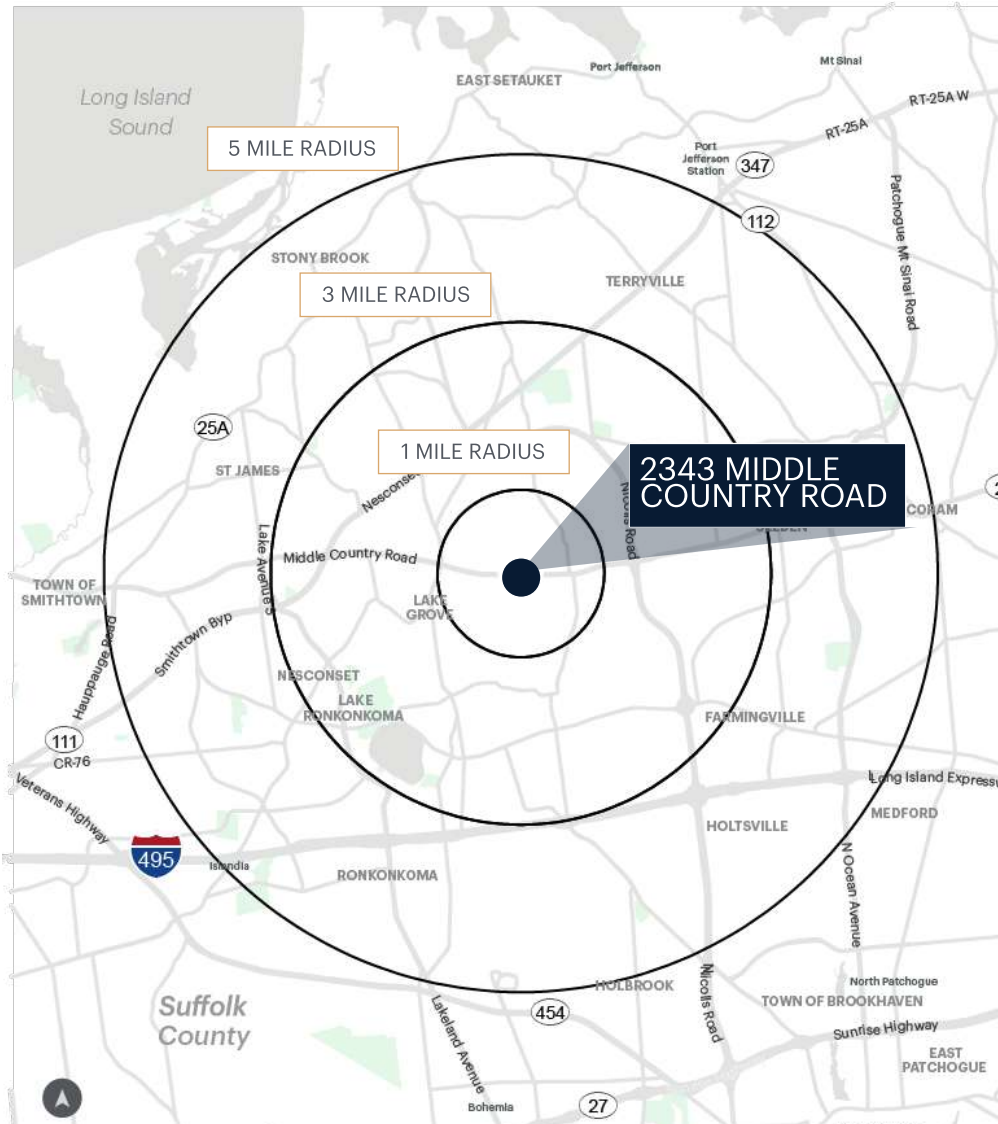 Long Island
Sound
EAST SETAUKET
Port Jefferson
Mt Sinai
RT-25A W
RT-25A
5 MILE RADIUS
Port
Jefferson
Station
347
112
Patchogue Mt Sinai Road
STONY BROOK
TERRYVILLE
3 MILE RADIUS
25A
1 MILE RADIUS
ST JAMES
2343 MIDDLE
COUNTRY ROAD
Nicolls Road
CORAM
SELDEN
Lake Avenue S
Middle Country Road
TOWN OF
SMITHTOWN
LAKE
GROVE
Smithtown Byp
Hauppauge Road
NESCONSET
LAKE
RONKONKOMA
FARMINGVILLE
111
CR-76
Veterans Highway
MEDFORD
HOLTSVILLE
495
Islandia
RONKONKOMA
N Ocean Avenue
North Patchogue
HOLBROOK
TOWN OF BROOKHAVEN
Suffolk
County
454
Lakeland Avenue
Nicolls Road
Sunrise Highway
EAST
PATCHOGUE
Bohemia
27